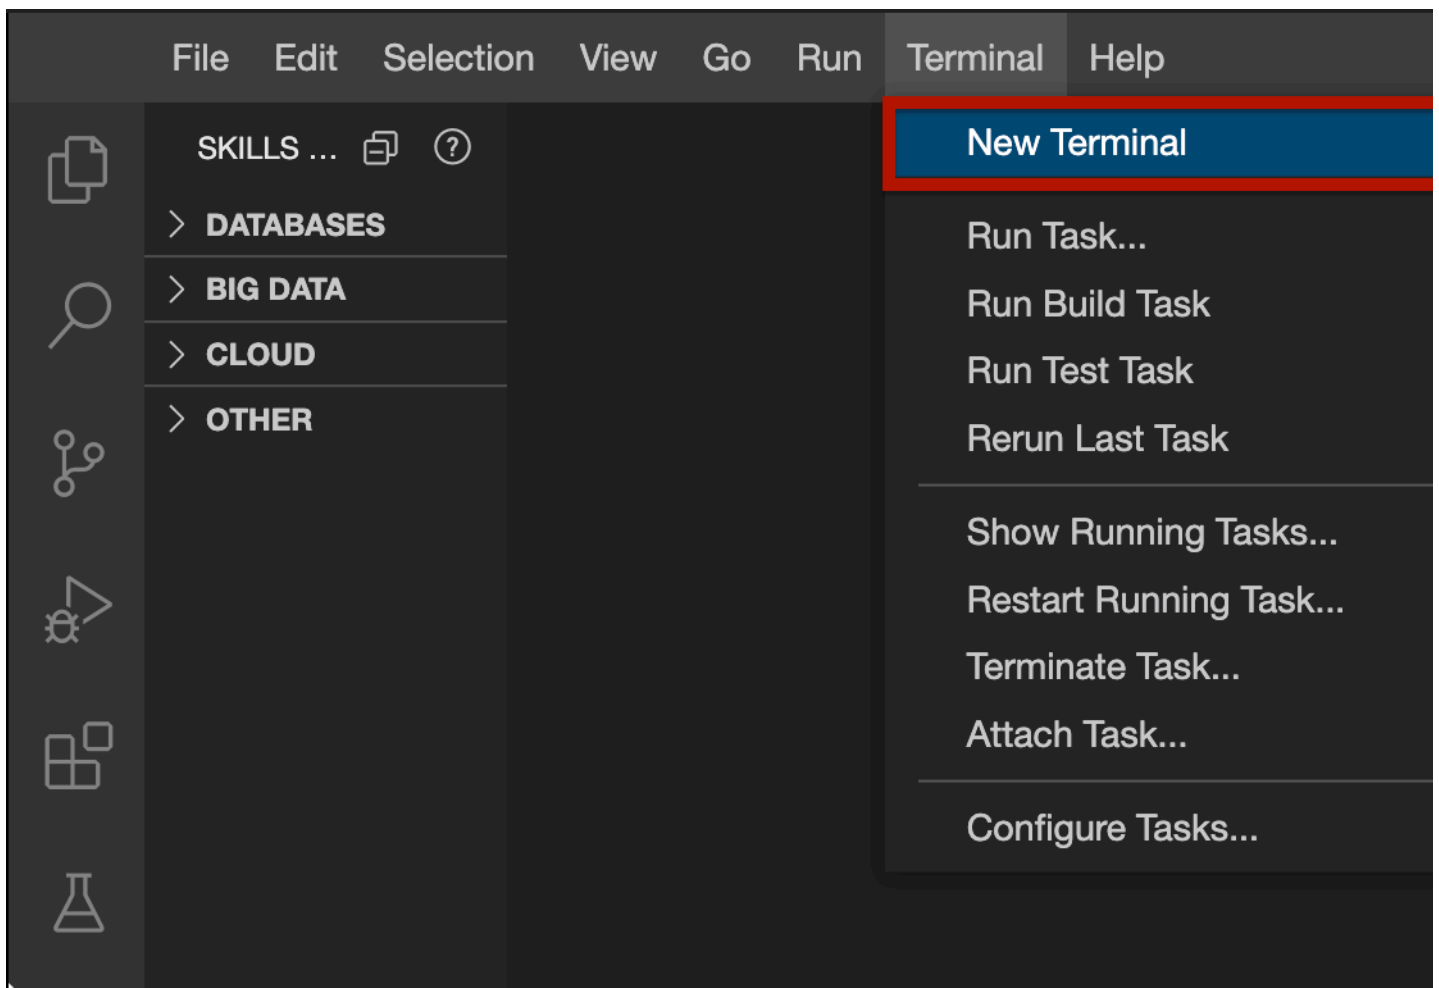 File Edit Selection View Go Run Terminal Help
SKILLS ... ?
DATABASES
BIG DATA
CLOUD
OTHER
New Terminal
Run Task...
Run Build Task
Run Test Task
Rerun Last Task
Show Running Tasks...
Restart Running Task...
Terminate Task...
Attach Task...
Configure Tasks...